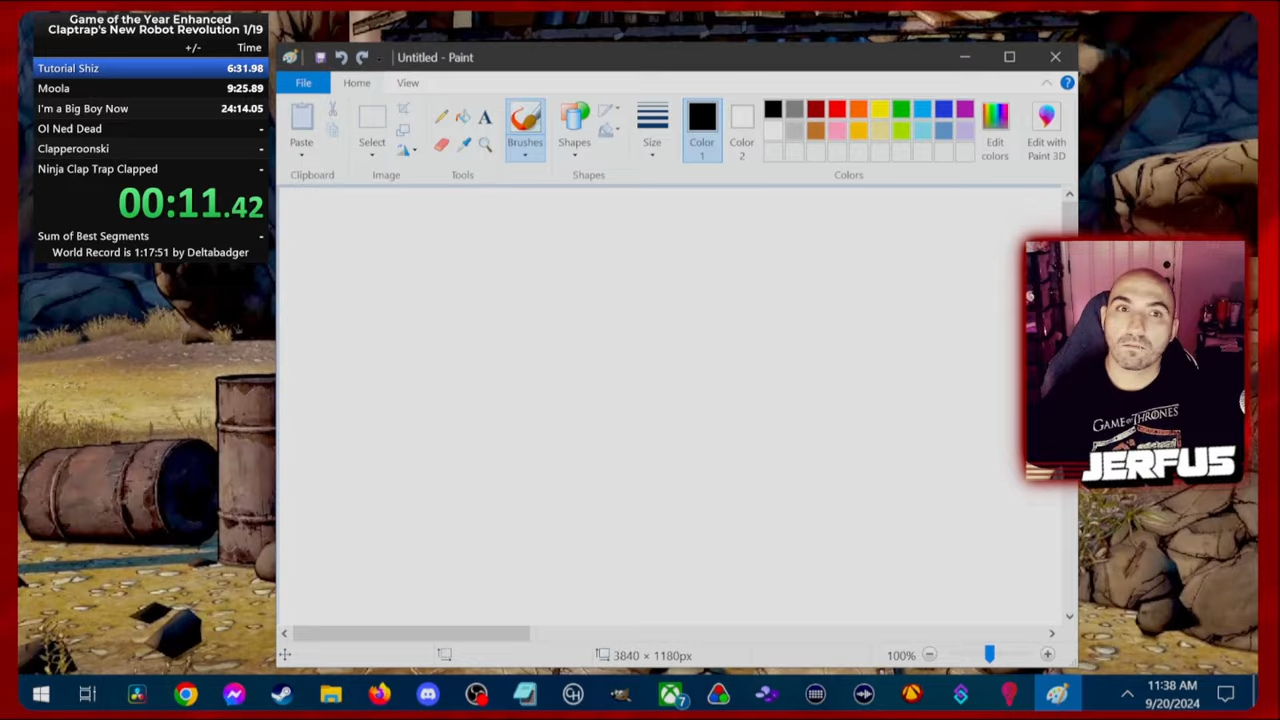 Game of the Year Enhanced
Claptrap's New Robot Revolution 1/19
+/- Time
Tutorial Shiz 6:31.98
Moola 9:25.89
I'm a Big Boy Now 24:14.05
Ol Ned Dead -
Clapperoonski -
Ninja Clap Trap Clapped -
00:11.42
Sum of Best Segments -
World Record is 1:17:51 by Deltabadger
Untitled - Paint
File Home View
Paste
Select
A
Brushes
Shapes
Size
Color 1
Color 2
Edit colors
Edit with Paint 3D
Clipboard Image Tools Shapes Colors
GAME OF THRONES
JERFUS
3840 × 1180px
100%
7
11:38 AM
9/20/2024